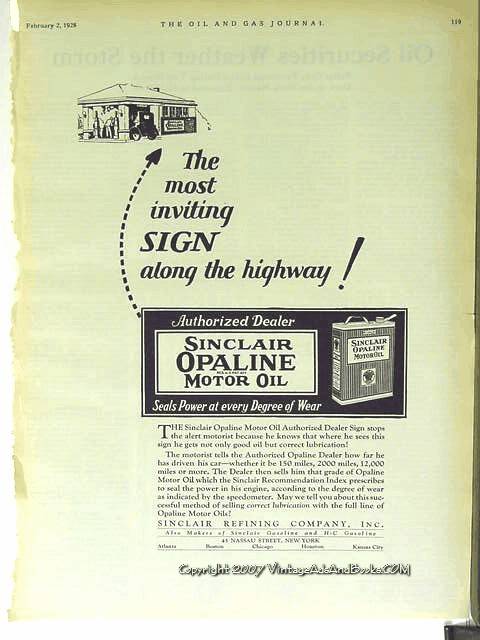 February 2, 1928 THE OIL AND GAS JOURNAL 119
The
most
inviting
SIGN
along the highway!
Authorized Dealer
SINCLAIR
OPALINE
MOTOR OIL
Seals Power at every Degree of Wear
SINCLAIR
OPALINE
MOTOR OIL
THE Sinclair Opaline Motor Oil Authorized Dealer Sign stops
the alert motorist because he knows that where he sees this
sign he gets not only good oil but correct lubrication!
The motorist tells the Authorized Opaline Dealer how far he
has driven his car—whether it be 150 miles, 2000 miles, 12,000
miles or more. The Dealer then sells him that grade of Opaline
Motor Oil which the Sinclair Recommendation Index prescribes
to seal the power in his engine, according to the degree of wear
as indicated by the speedometer. May we tell you about this suc-
cessful method of selling correct lubrication with the full line of
Opaline Motor Oils?
SINCLAIR REFINING COMPANY, INC.
Also Makers of Sinclair Gasoline and H-C Gasoline
45 NASSAU STREET, NEW YORK
Atlanta Boston Chicago Houston Kansas City
Copyright 2007 VintageAdsAndBooks.COM